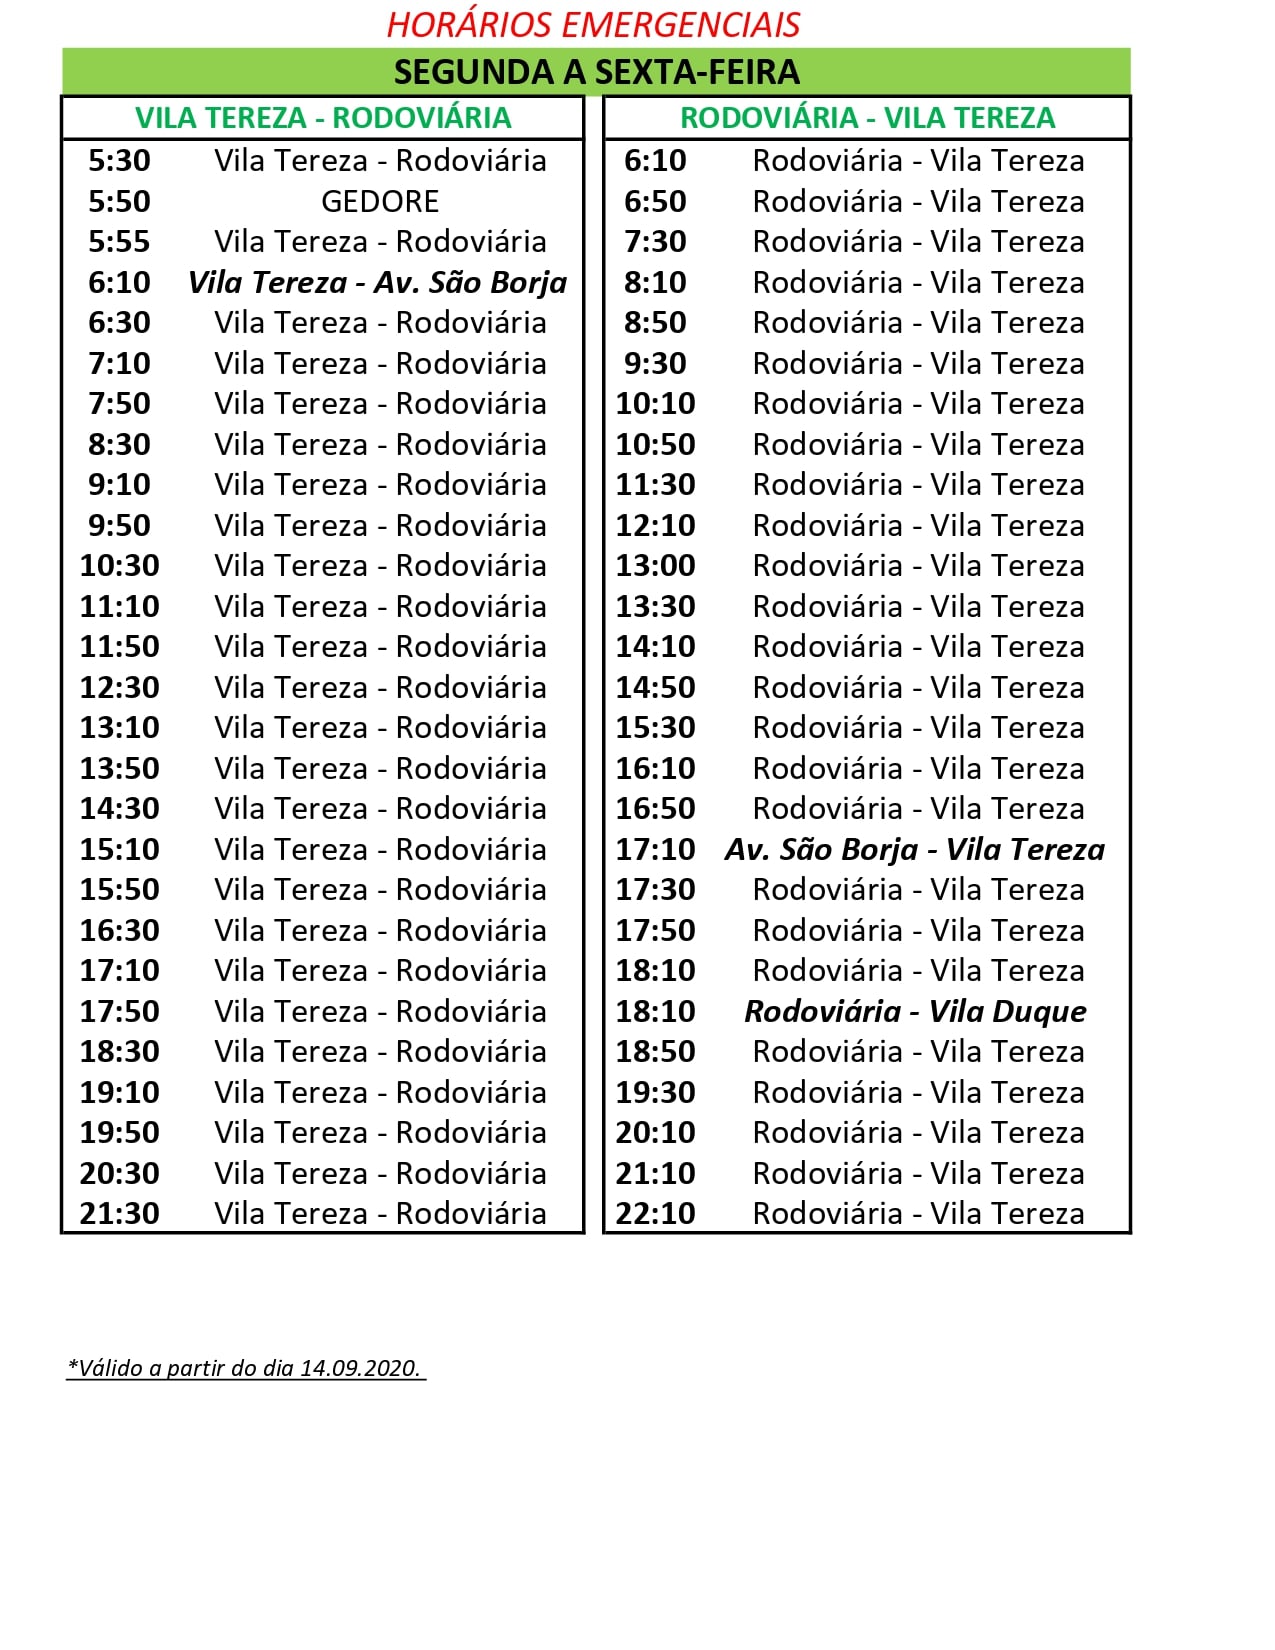 HORÁRIOS EMERGENCIAIS
SEGUNDA A SEXTA-FEIRA
VILA TEREZA - RODOVIÁRIA
5:30 Vila Tereza - Rodoviária
5:50 GEDORE
5:55 Vila Tereza - Rodoviária
6:10 Vila Tereza - Av. São Borja
6:30 Vila Tereza - Rodoviária
7:10 Vila Tereza - Rodoviária
7:50 Vila Tereza - Rodoviária
8:30 Vila Tereza - Rodoviária
9:10 Vila Tereza - Rodoviária
9:50 Vila Tereza - Rodoviária
10:30 Vila Tereza - Rodoviária
11:10 Vila Tereza - Rodoviária
11:50 Vila Tereza - Rodoviária
12:30 Vila Tereza - Rodoviária
13:10 Vila Tereza - Rodoviária
13:50 Vila Tereza - Rodoviária
14:30 Vila Tereza - Rodoviária
15:10 Vila Tereza - Rodoviária
15:50 Vila Tereza - Rodoviária
16:30 Vila Tereza - Rodoviária
17:10 Vila Tereza - Rodoviária
17:50 Vila Tereza - Rodoviária
18:30 Vila Tereza - Rodoviária
19:10 Vila Tereza - Rodoviária
19:50 Vila Tereza - Rodoviária
20:30 Vila Tereza - Rodoviária
21:30 Vila Tereza - Rodoviária
RODOVIÁRIA - VILA TEREZA
6:10 Rodoviária - Vila Tereza
6:50 Rodoviária - Vila Tereza
7:30 Rodoviária - Vila Tereza
8:10 Rodoviária - Vila Tereza
8:50 Rodoviária - Vila Tereza
9:30 Rodoviária - Vila Tereza
10:10 Rodoviária - Vila Tereza
10:50 Rodoviária - Vila Tereza
11:30 Rodoviária - Vila Tereza
12:10 Rodoviária - Vila Tereza
13:00 Rodoviária - Vila Tereza
13:30 Rodoviária - Vila Tereza
14:10 Rodoviária - Vila Tereza
14:50 Rodoviária - Vila Tereza
15:30 Rodoviária - Vila Tereza
16:10 Rodoviária - Vila Tereza
16:50 Rodoviária - Vila Tereza
17:10 Av. São Borja - Vila Tereza
17:30 Rodoviária - Vila Tereza
17:50 Rodoviária - Vila Tereza
18:10 Rodoviária - Vila Tereza
18:10 Rodoviária - Vila Duque
18:50 Rodoviária - Vila Tereza
19:30 Rodoviária - Vila Tereza
20:10 Rodoviária - Vila Tereza
21:10 Rodoviária - Vila Tereza
22:10 Rodoviária - Vila Tereza
*Válido a partir do dia 14.09.2020.